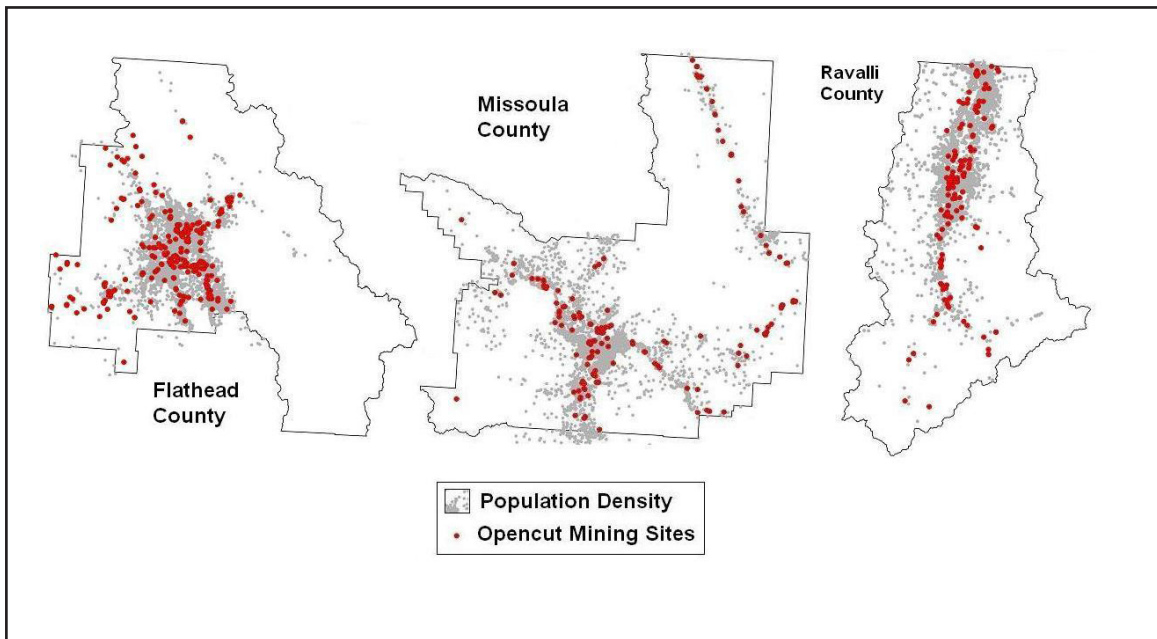 Missoula
County
Ravalli
County
Flathead
County
Population Density
Opencut Mining Sites